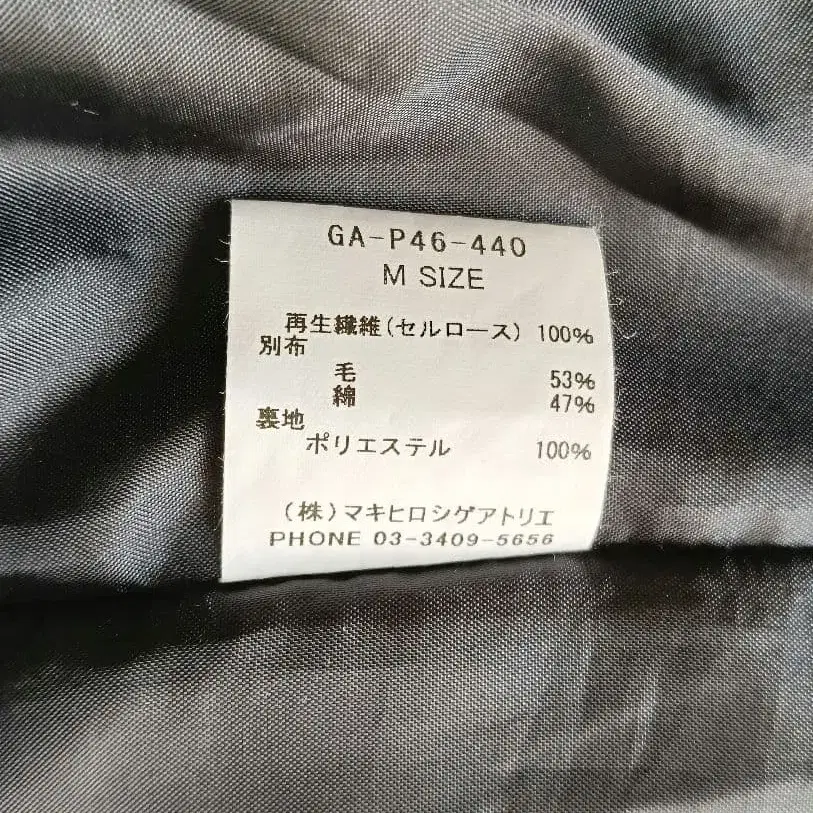 GA-P46-440
M SIZE
再生繊維(セルロース) 100%
別布
毛 53%
綿 47%
裏地
ポリエステル 100%
(株)マキヒロシゲアトリエ
PHONE 03-3409-5656